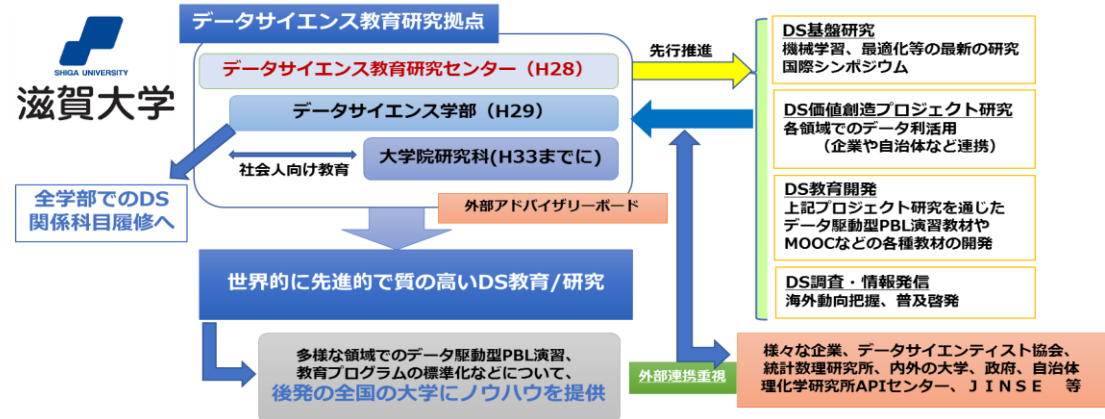 データサイエンス教育研究拠点
SHIGA UNIVERSITY
滋賀大学
データサイエンス教育研究センター（H28）
データサイエンス学部（H29）
大学院研究科(H33までに)
社会人向け教育
外部アドバイザリーボード
全学部でのDS
関係科目履修へ
先行推進
DS基盤研究
機械学習、最適化等の最新の研究
国際シンポジウム
DS価値創造プロジェクト研究
各領域でのデータ利活用
（企業や自治体など連携）
DS教育開発
上記プロジェクト研究を通じた
データ駆動型PBL演習教材や
MOOCなどの各種教材の開発
DS調査・情報発信
海外動向把握、普及啓発
世界的に先進的で質の高いDS教育/研究
多様な領域でのデータ駆動型PBL演習、
教育プログラムの標準化などについて、
後発の全国の大学にノウハウを提供
外部連携重視
様々な企業、データサイエンティスト協会、
統計数理研究所、内外の大学、政府、自治体
理化学研究所APIセンター、ＪＩＮＳＥ　等